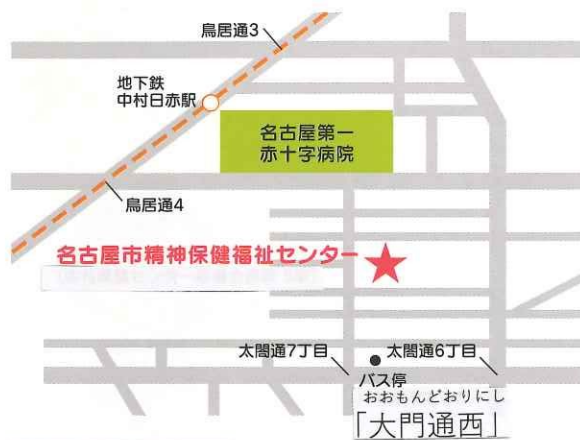 鳥居通3
地下鉄
中村日赤駅
名古屋第一
赤十字病院
鳥居通4
名古屋市精神保健福祉センター
太閤通7丁目
太閤通6丁目
バス停
おおもんどおりにし
「大門通西」